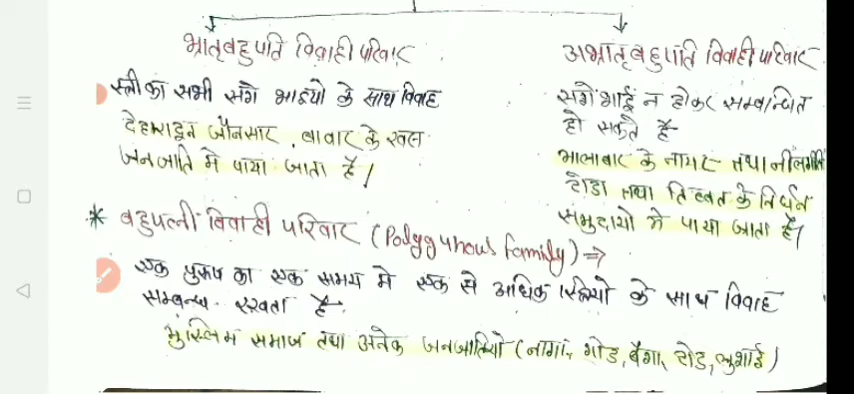 भ्रातृबहुपति विवाही परिवार
स्त्री का सभी सगे भाइयो के साथ विवाह
देहरादून जौनसार, बावार के खस
जनजाति मे पाया जाता है।
अभ्रातृबहुपति विवाही परिवार
सगे भाई न होकर सम्बन्धित
हो सकते है
मालाबार के नायर तथा नीलगिरि
टोडा तथा तिब्बत के निर्धन
समुदायो मे पाया जाता है।
* बहुपत्नी विवाही परिवार (Polygynous family) ⇒
एक पुरुष का एक समय मे एक से अधिक स्त्रियो के साथ विवाह
सम्बन्ध रखता है
मुस्लिम समाज तथा अनेक जनजातियो (नागा, गोंड, बैगा, टोड, लुशाई)